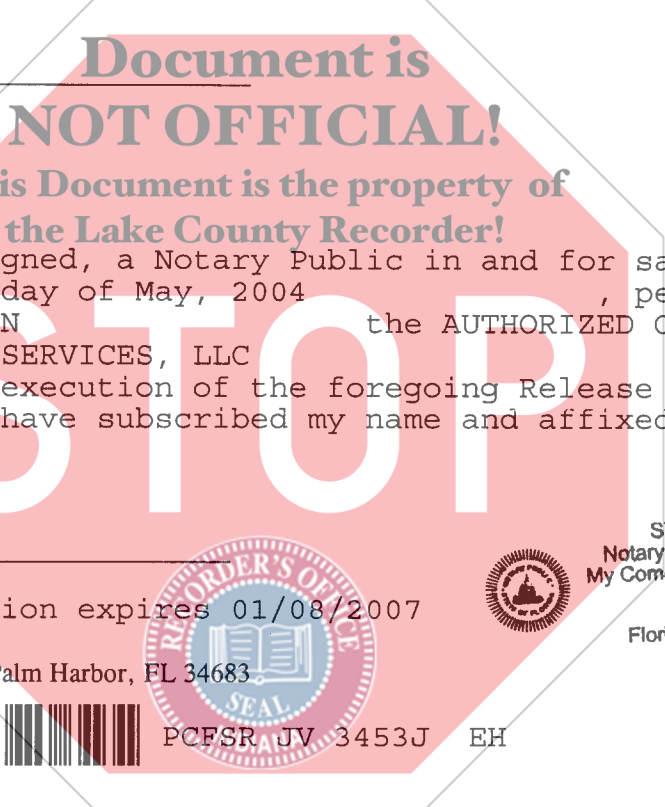 Document is
NOT OFFICIAL!
is Document is the property of
the Lake County Recorder!
gned, a Notary Public in and for sa
day of May, 2004 , pe
N the AUTHORIZED
SERVICES, LLC
execution of the foregoing Release
have subscribed my name and affixed
STOP
S
Notary
My Com
Flor
RECORDER'S OFFICE
SEAL
INDIANA
ion expires 01/08/2007
Palm Harbor, FL 34683
PCFSR JV 3453J EH